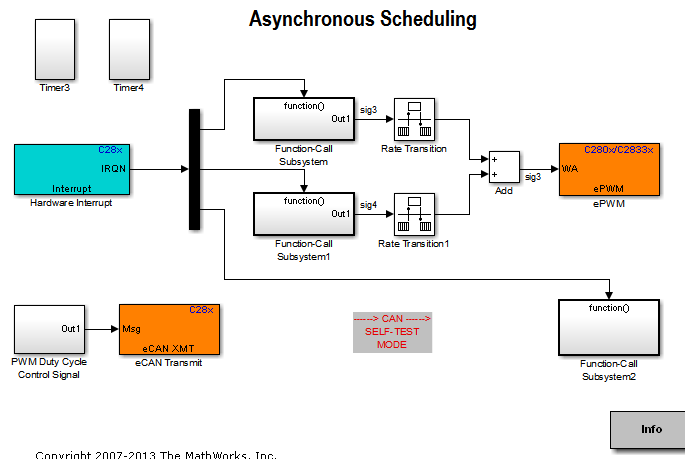 Asynchronous Scheduling
Timer3
Timer4
C28x
IRQN
Interrupt
Hardware Interrupt
function()
Out1
Function-Call
Subsystem
sig3
Rate Transition
function()
Out1
Function-Call
Subsystem1
sig4
Rate Transition1
+
+
Add
sig3
C280x/C2833x
WA
ePWM
ePWM
Out1
PWM Duty Cycle
Control Signal
C28x
Msg
eCAN XMT
eCAN Transmit
------> CAN ------>
SELF-TEST
MODE
function()
Function-Call
Subsystem2
Info
Copyright 2007-2013 The MathWorks, Inc.